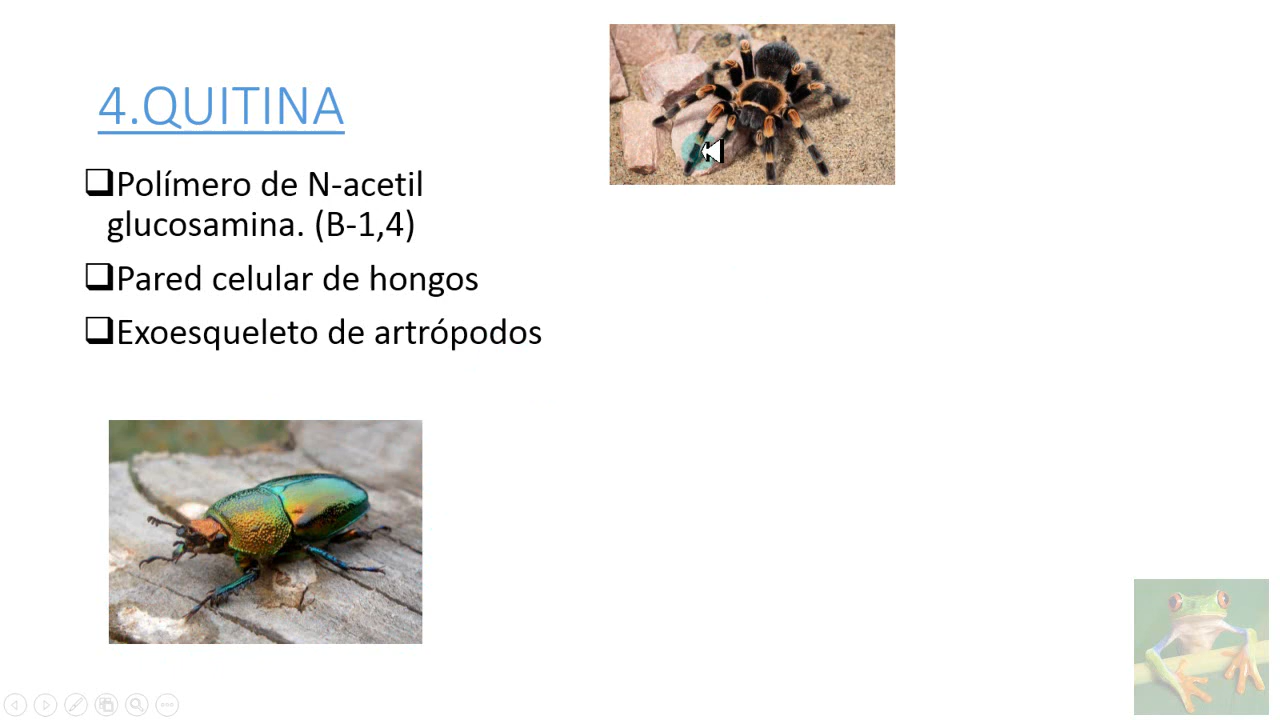 4.QUITINA
Polímero de N-acetil
glucosamina. (B-1,4)
Pared celular de hongos
Exoesqueleto de artrópodos